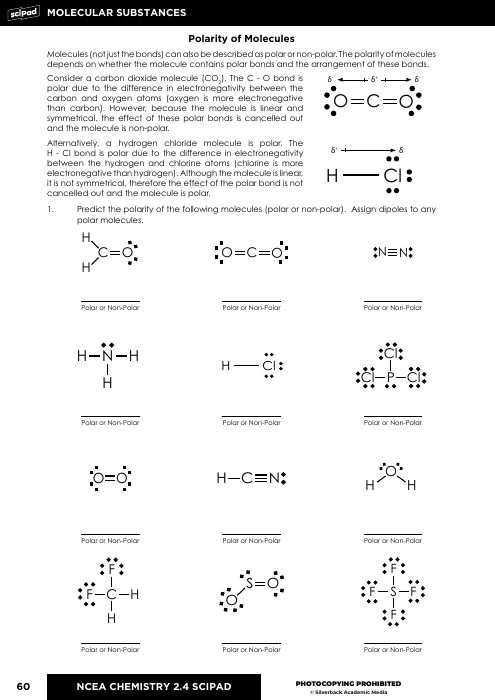 scipad MOLECULAR SUBSTANCES
Polarity of Molecules
Molecules (not just the bonds) can also be described as polar or non-polar. The polarity of molecules
depends on whether the molecule contains polar bonds and the arrangement of these bonds.
Consider a carbon dioxide molecule (CO₂). The C - O bond is
polar due to the difference in electronegativity between the
carbon and oxygen atoms (oxygen is more electronegative
than carbon). However, because the molecule is linear and
symmetrical, the effect of these polar bonds is cancelled out
and the molecule is non-polar.
δ⁻ δ⁺ δ⁻
O=C=O
Alternatively, a hydrogen chloride molecule is polar. The
H - Cl bond is polar due to the difference in electronegativity
between the hydrogen and chlorine atoms (chlorine is more
electronegative than hydrogen). Although the molecule is linear,
it is not symmetrical, therefore the effect of the polar bond is not
cancelled out and the molecule is polar.
δ⁺ δ⁻
H—Cl
1. Predict the polarity of the following molecules (polar or non-polar). Assign dipoles to any
polar molecules.
H
C=O
H
O=C=O
N≡N
Polar or Non-Polar Polar or Non-Polar Polar or Non-Polar
H—N—H
H
H—Cl
Cl
Cl—P—Cl
Polar or Non-Polar Polar or Non-Polar Polar or Non-Polar
O=O
H—C≡N
O
H H
Polar or Non-Polar Polar or Non-Polar Polar or Non-Polar
F
F—C—H
H
S=O
O
F
F—S—F
F
Polar or Non-Polar Polar or Non-Polar Polar or Non-Polar
60 NCEA CHEMISTRY 2.4 SCIPAD PHOTOCOPYING PROHIBITED
© Silverback Academic Media